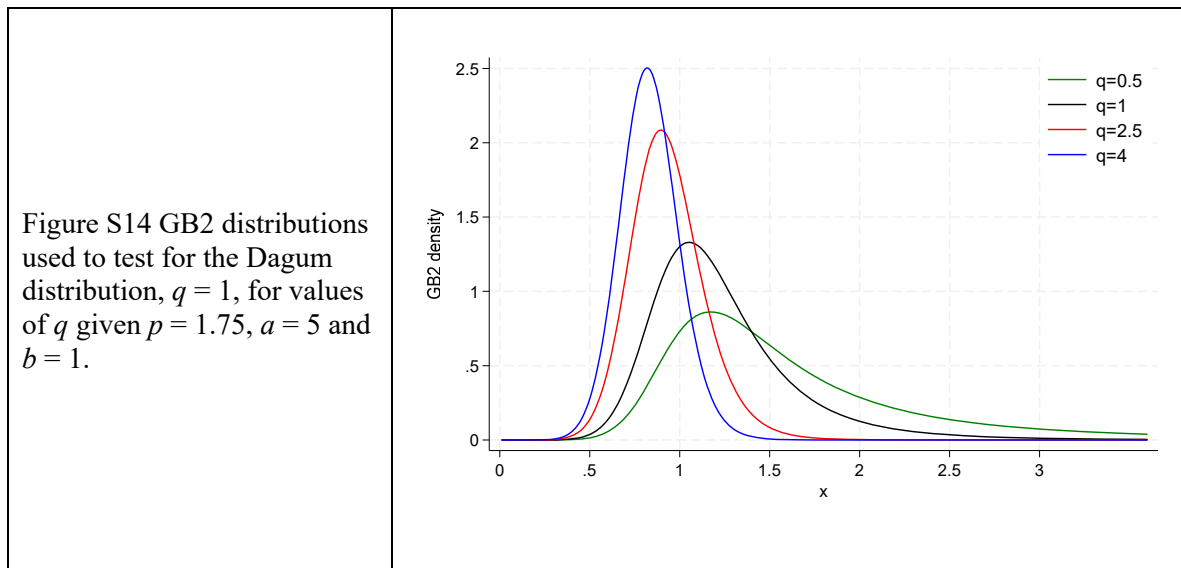 Figure S14 GB2 distributions
used to test for the Dagum
distribution, q = 1, for values
of q given p = 1.75, a = 5 and
b = 1.
2.5
2
1.5
1
.5
0
GB2 density
0 .5 1 1.5 2 2.5 3
x
q=0.5
q=1
q=2.5
q=4